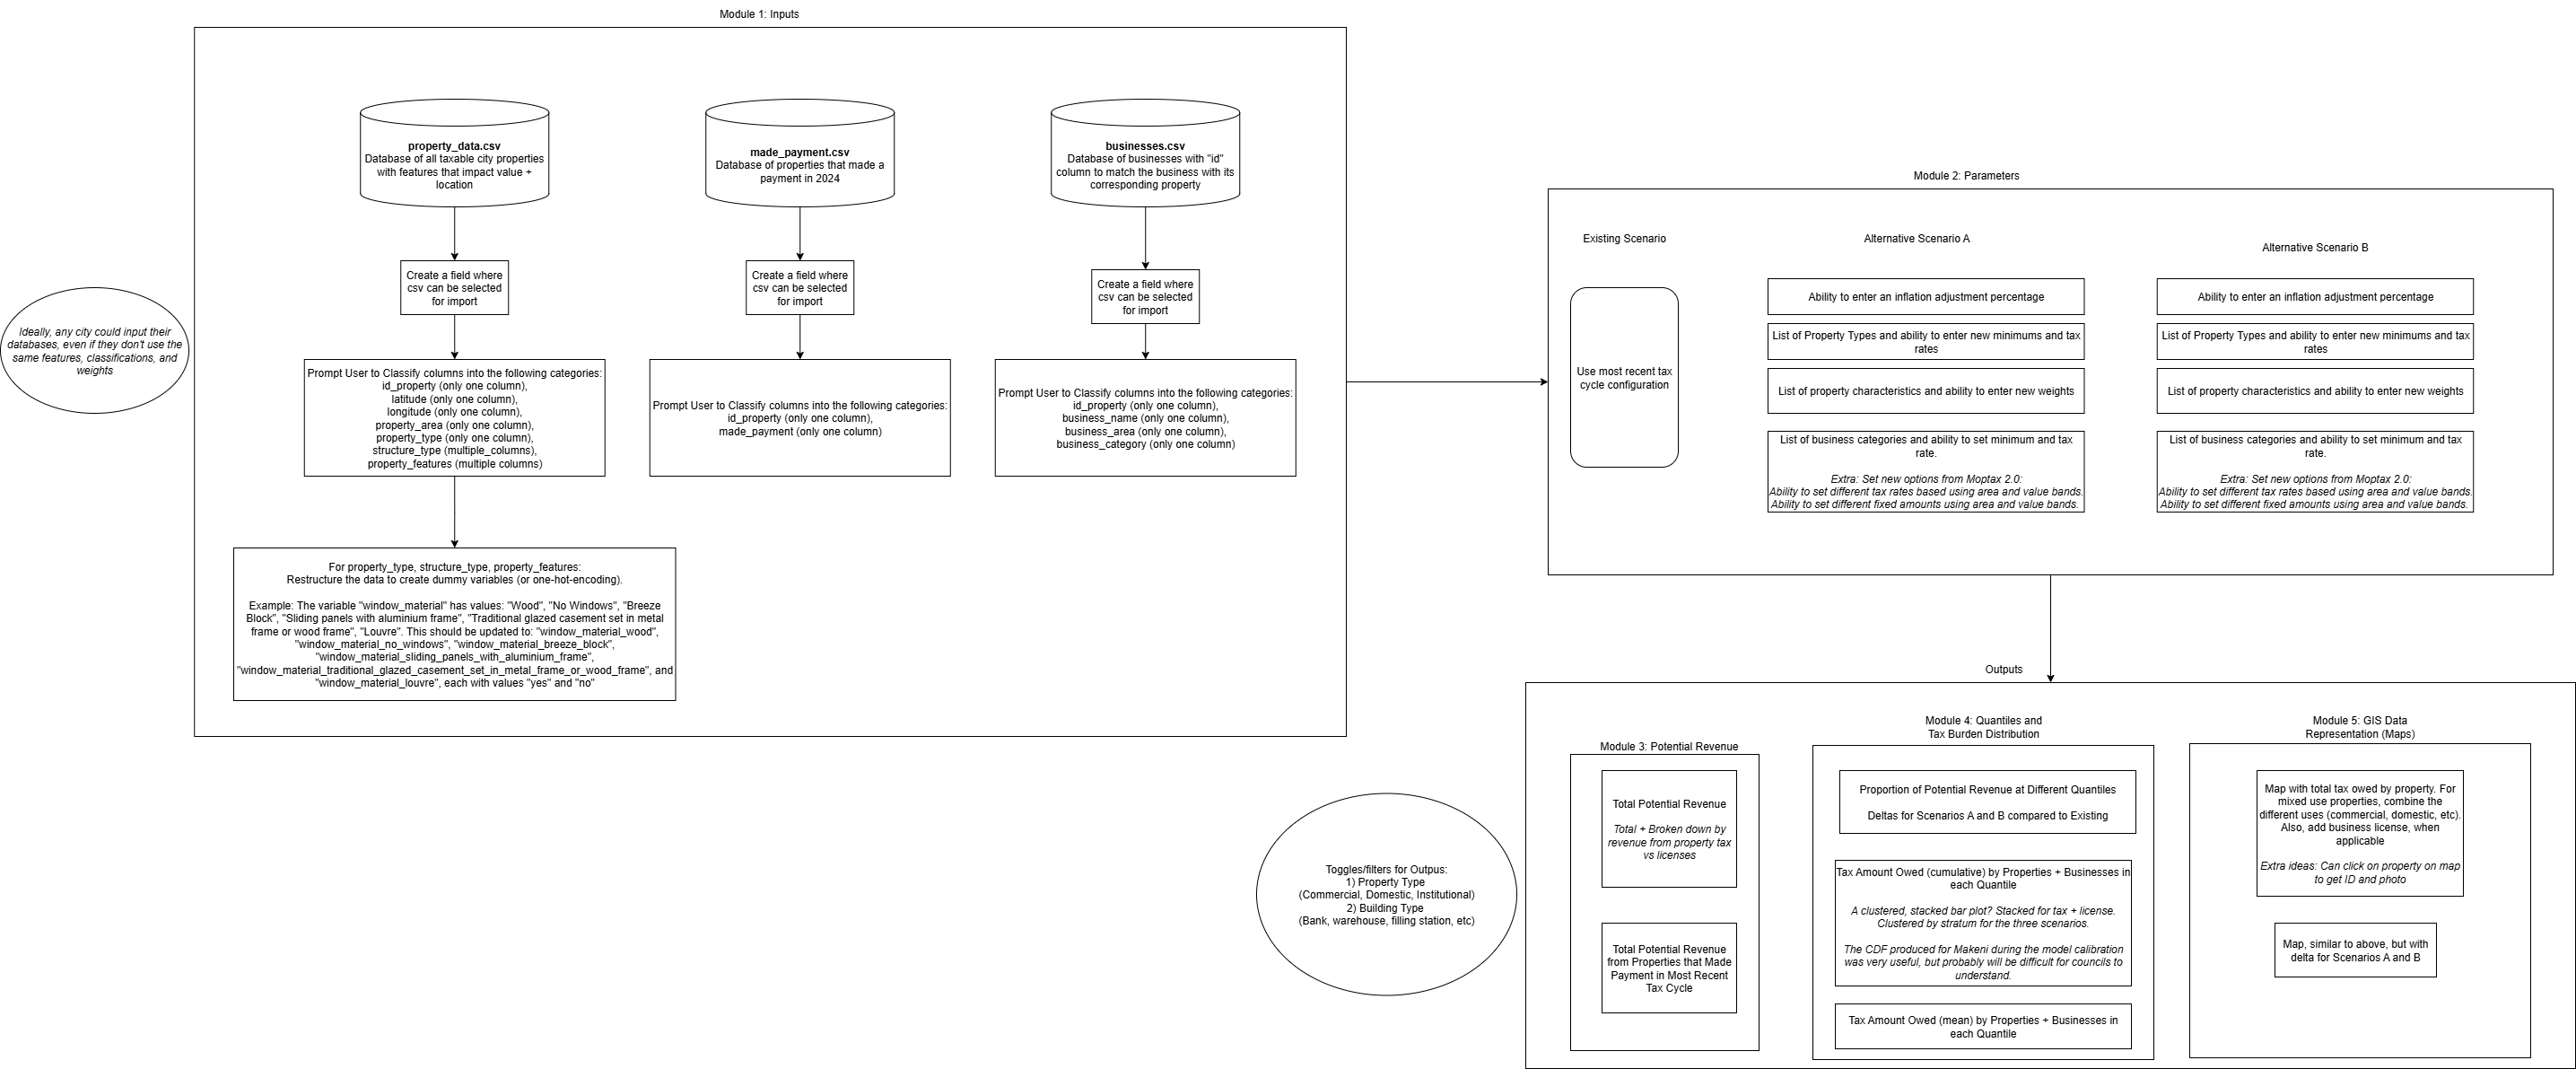 Module 1: Inputs
property_data.csv
Database of all taxable city properties
with features that impact value +
location
made_payment.csv
Database of properties that made a
payment in 2024
businesses.csv
Database of businesses with "id"
column to match the business with its
corresponding property
Create a field where
csv can be selected
for import
Create a field where
csv can be selected
for import
Create a field where
csv can be selected
for import
Ideally, any city could input their
databases, even if they don't use the
same features, classifications, and
weights
Prompt User to Classify columns into the following categories:
id_property (only one column),
latitude (only one column),
longitude (only one column),
property_area (only one column),
property_type (only one column),
structure_type (multiple_columns),
property_features (multiple columns)
Prompt User to Classify columns into the following categories:
id_property (only one column),
made_payment (only one column)
Prompt User to Classify columns into the following categories:
id_property (only one column),
business_name (only one column),
business_area (only one column),
business_category (only one column)
For property_type, structure_type, property_features:
Restructure the data to create dummy variables (or one-hot-encoding).
Example: The variable "window_material" has values: "Wood", "No Windows", "Breeze
Block", "Sliding panels with aluminium frame", "Traditional glazed casement set in metal
frame or wood frame", "Louvre". This should be updated to: "window_material_wood",
"window_material_no_windows", "window_material_breeze_block",
"window_material_sliding_panels_with_aluminium_frame",
"window_material_traditional_glazed_casement_set_in_metal_frame_or_wood_frame", and
"window_material_louvre", each with values "yes" and "no"
Module 2: Parameters
Existing Scenario
Use most recent tax
cycle configuration
Alternative Scenario A
Ability to enter an inflation adjustment percentage
List of Property Types and ability to enter new minimums and tax
rates
List of property characteristics and ability to enter new weights
List of business categories and ability to set minimum and tax
rate.
Extra: Set new options from Moptax 2.0:
Ability to set different tax rates based using area and value bands.
Ability to set different fixed amounts using area and value bands.
Alternative Scenario B
Ability to enter an inflation adjustment percentage
List of Property Types and ability to enter new minimums and tax
rates
List of property characteristics and ability to enter new weights
List of business categories and ability to set minimum and tax
rate.
Extra: Set new options from Moptax 2.0:
Ability to set different tax rates based using area and value bands.
Ability to set different fixed amounts using area and value bands.
Outputs
Toggles/filters for Outpus:
1) Property Type
(Commercial, Domestic, Institutional)
2) Building Type
(Bank, warehouse, filling station, etc)
Module 3: Potential Revenue
Total Potential Revenue
Total + Broken down by
revenue from property tax
vs licenses
Total Potential Revenue
from Properties that Made
Payment in Most Recent
Tax Cycle
Module 4: Quantiles and
Tax Burden Distribution
Proportion of Potential Revenue at Different Quantiles
Deltas for Scenarios A and B compared to Existing
Tax Amount Owed (cumulative) by Properties + Businesses in
each Quantile
A clustered, stacked bar plot? Stacked for tax + license.
Clustered by stratum for the three scenarios.
The CDF produced for Makeni during the model calibration
was very useful, but probably will be difficult for councils to
understand.
Tax Amount Owed (mean) by Properties + Businesses in
each Quantile
Module 5: GIS Data
Representation (Maps)
Map with total tax owed by property. For
mixed use properties, combine the
different uses (commercial, domestic, etc).
Also, add business license, when
applicable
Extra ideas: Can click on property on map
to get ID and photo
Map, similar to above, but with
delta for Scenarios A and B